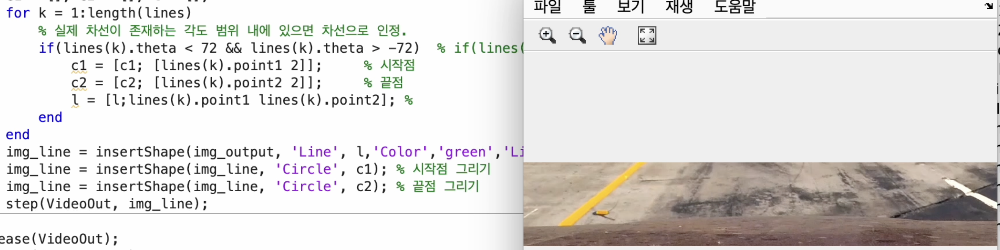 for k = 1:length(lines)
% 실제 차선이 존재하는 각도 범위 내에 있으면 차선으로 인정.
if(lines(k).theta < 72 && lines(k).theta > -72) % if(lines(
c1 = [c1; [lines(k).point1 2]]; % 시작점
c2 = [c2; [lines(k).point2 2]]; % 끝점
l = [l;lines(k).point1 lines(k).point2]; %
end
end
img_line = insertShape(img_output, 'Line', l,'Color','green','Li
img_line = insertShape(img_line, 'Circle', c1); % 시작점 그리기
img_line = insertShape(img_line, 'Circle', c2); % 끝점 그리기
step(VideoOut, img_line);
ease(VideoOut);
파일 툴 보기 재생 도움말